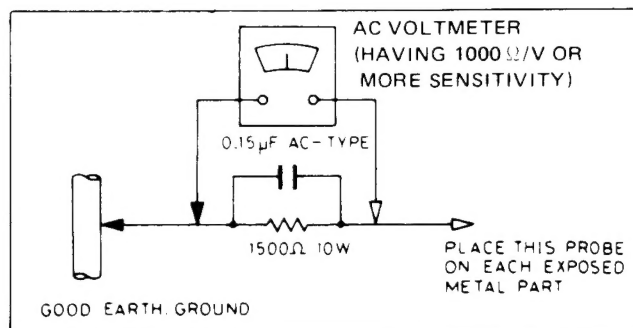 AC VOLTMETER
(HAVING 1000 Ω/V OR
MORE SENSITIVITY)
0.15μF AC-TYPE
1500Ω 10W
PLACE THIS PROBE
ON EACH EXPOSED
METAL PART
GOOD EARTH. GROUND